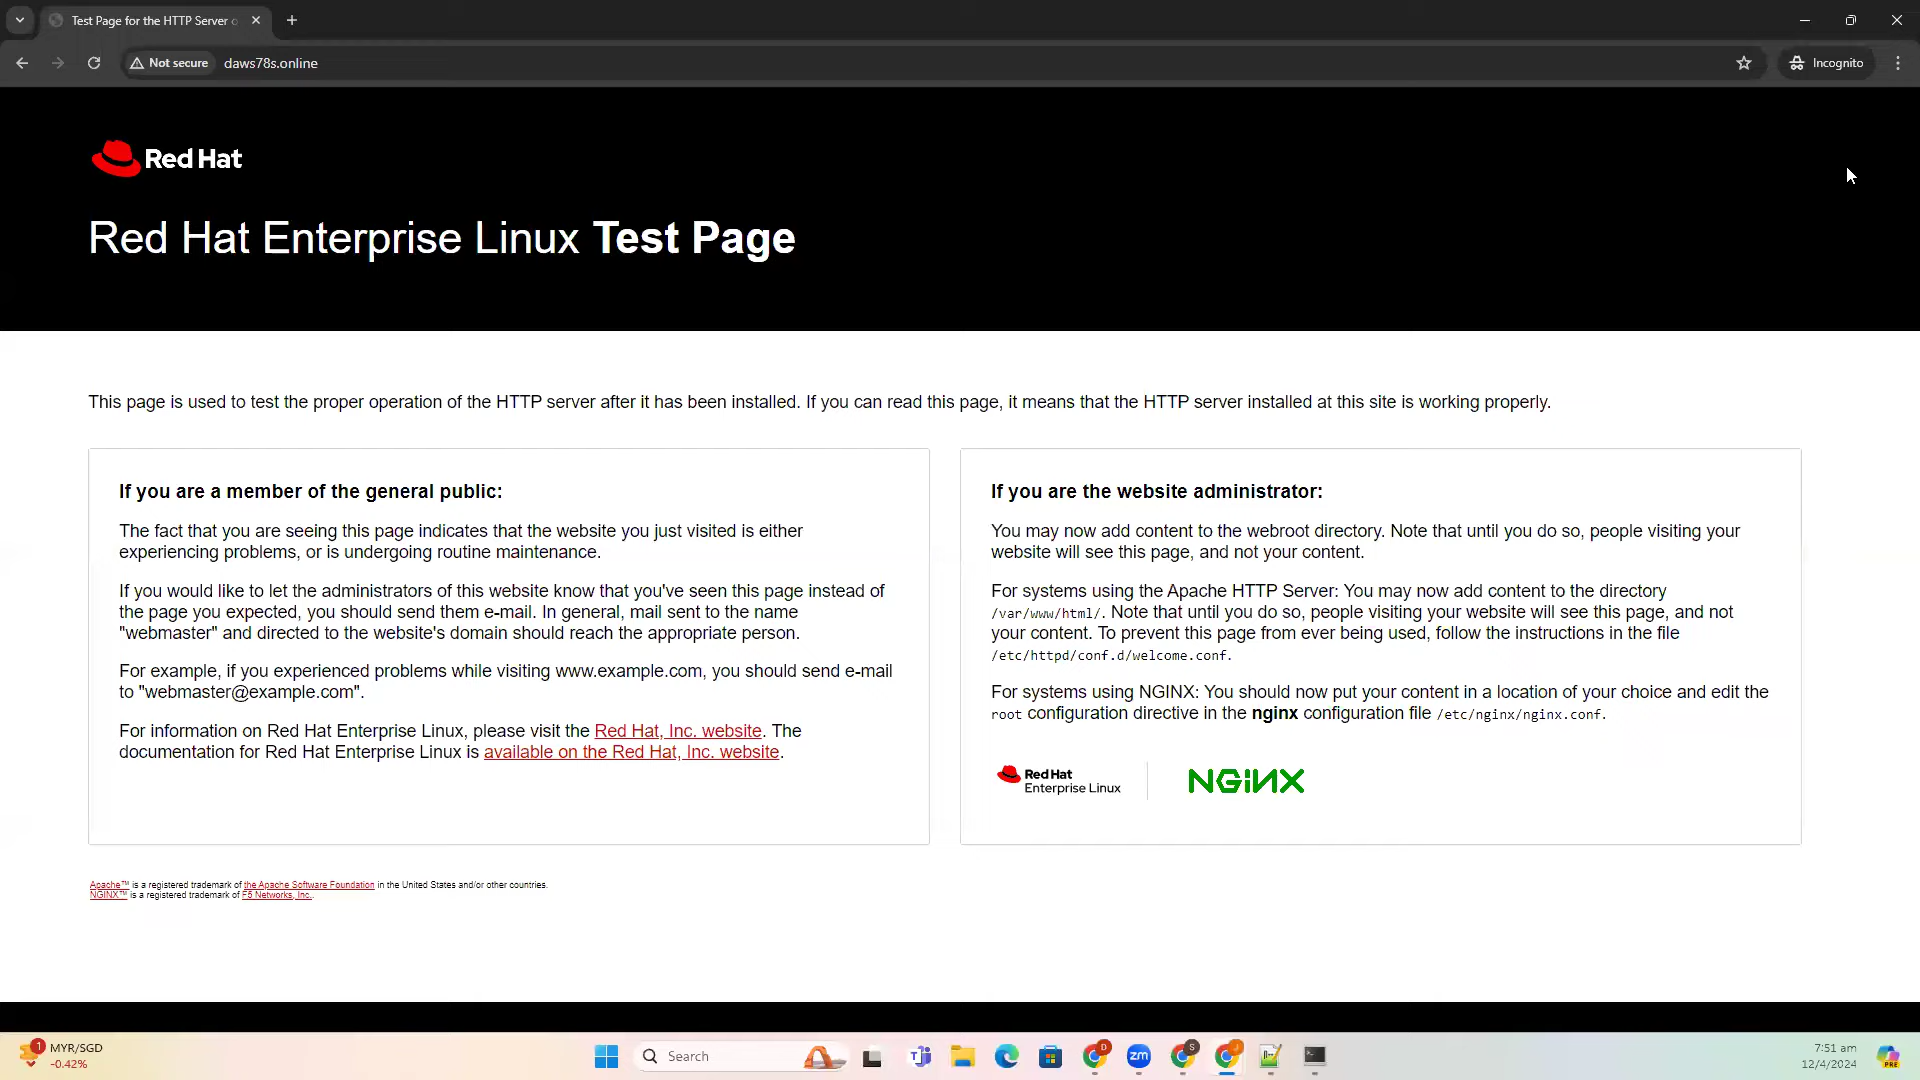 Test Page for the HTTP Server o
Not secure
daws78s.online
Incognito
Red Hat
Red Hat Enterprise Linux Test Page
This page is used to test the proper operation of the HTTP server after it has been installed. If you can read this page, it means that the HTTP server installed at this site is working properly.
If you are a member of the general public:
The fact that you are seeing this page indicates that the website you just visited is either
experiencing problems, or is undergoing routine maintenance.
If you would like to let the administrators of this website know that you've seen this page instead of
the page you expected, you should send them e-mail. In general, mail sent to the name
"webmaster" and directed to the website's domain should reach the appropriate person.
For example, if you experienced problems while visiting www.example.com, you should send e-mail
to "webmaster@example.com".
For information on Red Hat Enterprise Linux, please visit the Red Hat, Inc. website. The
documentation for Red Hat Enterprise Linux is available on the Red Hat, Inc. website.
If you are the website administrator:
You may now add content to the webroot directory. Note that until you do so, people visiting your
website will see this page, and not your content.
For systems using the Apache HTTP Server: You may now add content to the directory
/var/www/html/. Note that until you do so, people visiting your website will see this page, and not
your content. To prevent this page from ever being used, follow the instructions in the file
/etc/httpd/conf.d/welcome.conf.
For systems using NGINX: You should now put your content in a location of your choice and edit the
root configuration directive in the nginx configuration file /etc/nginx/nginx.conf.
Red Hat
Enterprise Linux
NGINX
Apache™ is a registered trademark of the Apache Software Foundation in the United States and/or other countries.
NGINX™ is a registered trademark of F5 Networks, Inc..
1
MYR/SGD
-0.42%
Search
T
D
zm
S
J
PRE
7:51 am
12/4/2024